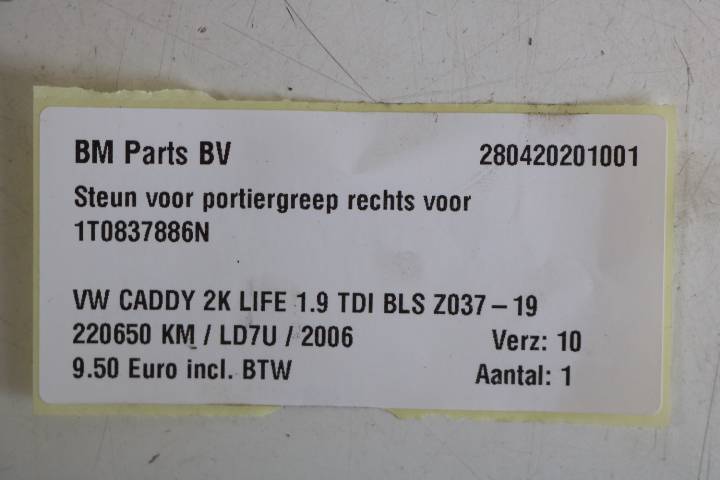 BM Parts BV 280420201001
Steun voor portiergreep rechts voor
1T0837886N
VW CADDY 2K LIFE 1.9 TDI BLS Z037-19
220650 KM / LD7U / 2006 Verz: 10
9.50 Euro incl. BTW Aantal: 1